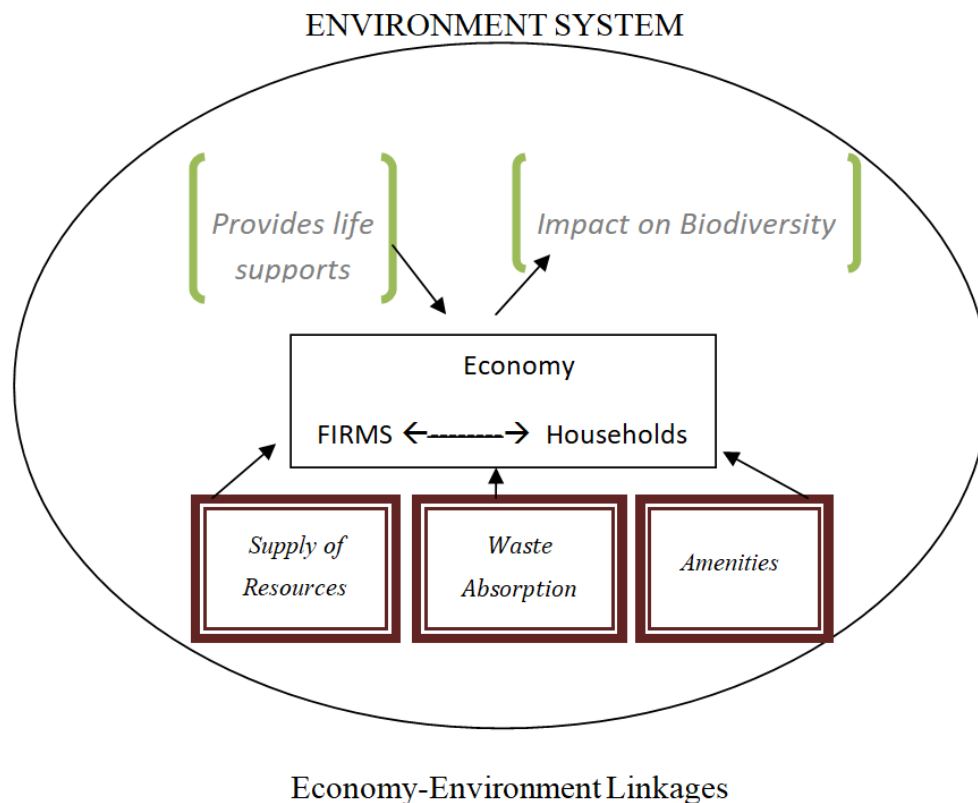 ENVIRONMENT SYSTEM
Provides life
supports
Impact on Biodiversity
Economy
FIRMS ←--------→ Households
Supply of
Resources
Waste
Absorption
Amenities
Economy-Environment Linkages